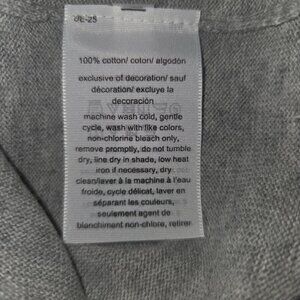 100% cotton/ coton/ algodón
exclusive of decoration/ sauf
décoration/ excluye la
decoración
machine wash cold, gentle
cycle, wash with like colors,
non-chlorine bleach only,
remove promptly, do not tumble
dry, line dry in shade, low heat
iron if necessary, dry
clean/laver à la machine à l'eau
froide, cycle délicat, laver en
séparant les couleurs,
seulement agent de
blanchiment non-chlore, retirer